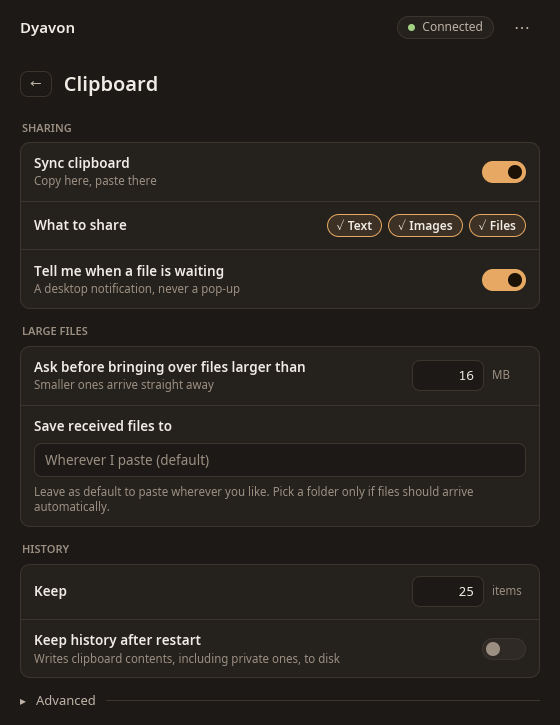 Dyavon
Connected ⋯
← Clipboard
SHARING
Sync clipboard
Copy here, paste there
What to share
√ Text √ Images √ Files
Tell me when a file is waiting
A desktop notification, never a pop-up
LARGE FILES
Ask before bringing over files larger than
16 MB
Smaller ones arrive straight away
Save received files to
Wherever I paste (default)
Leave as default to paste wherever you like. Pick a folder only if files should arrive
automatically.
HISTORY
Keep
25 items
Keep history after restart
Writes clipboard contents, including private ones, to disk
▸ Advanced